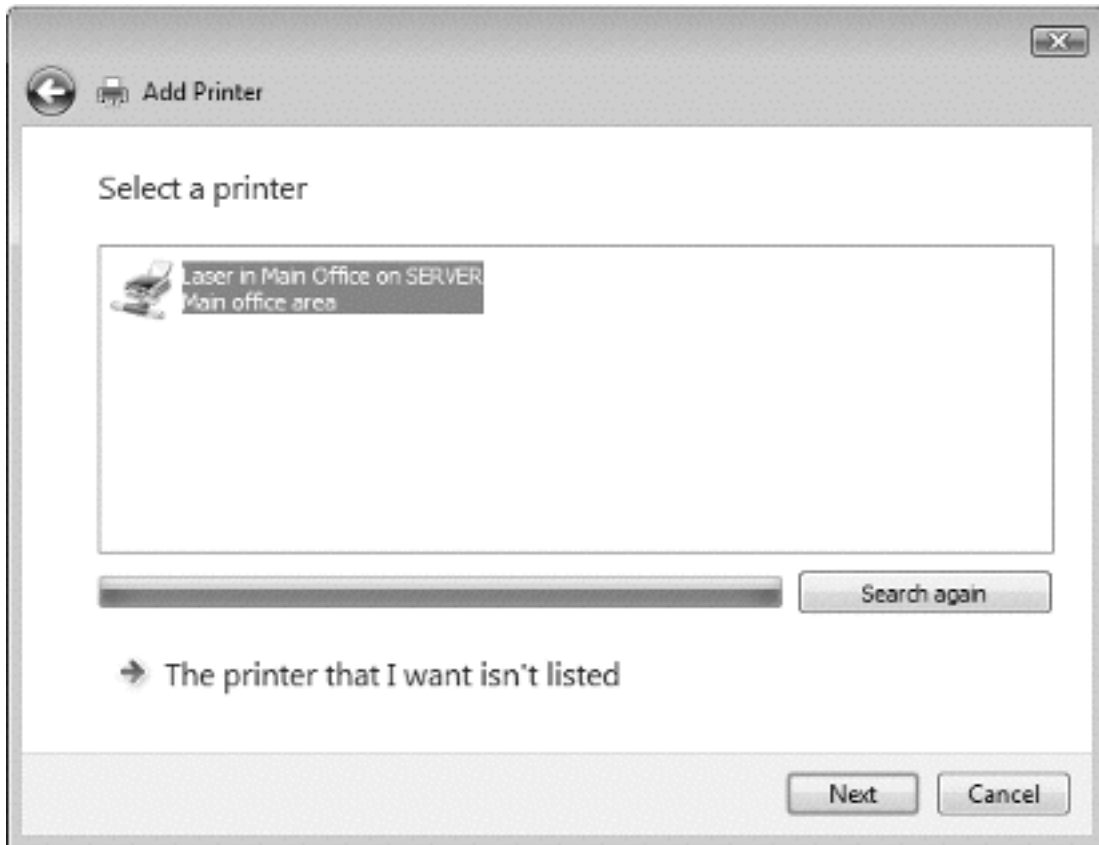 Add Printer
Select a printer
Laser in Main Office on SERVER
Main office area
Search again
The printer that I want isn't listed
Next
Cancel